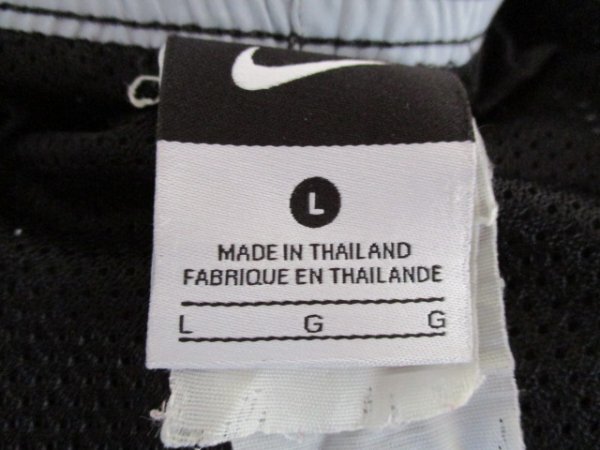 L
MADE IN THAILAND
FABRIQUE EN THAILANDE
L G G